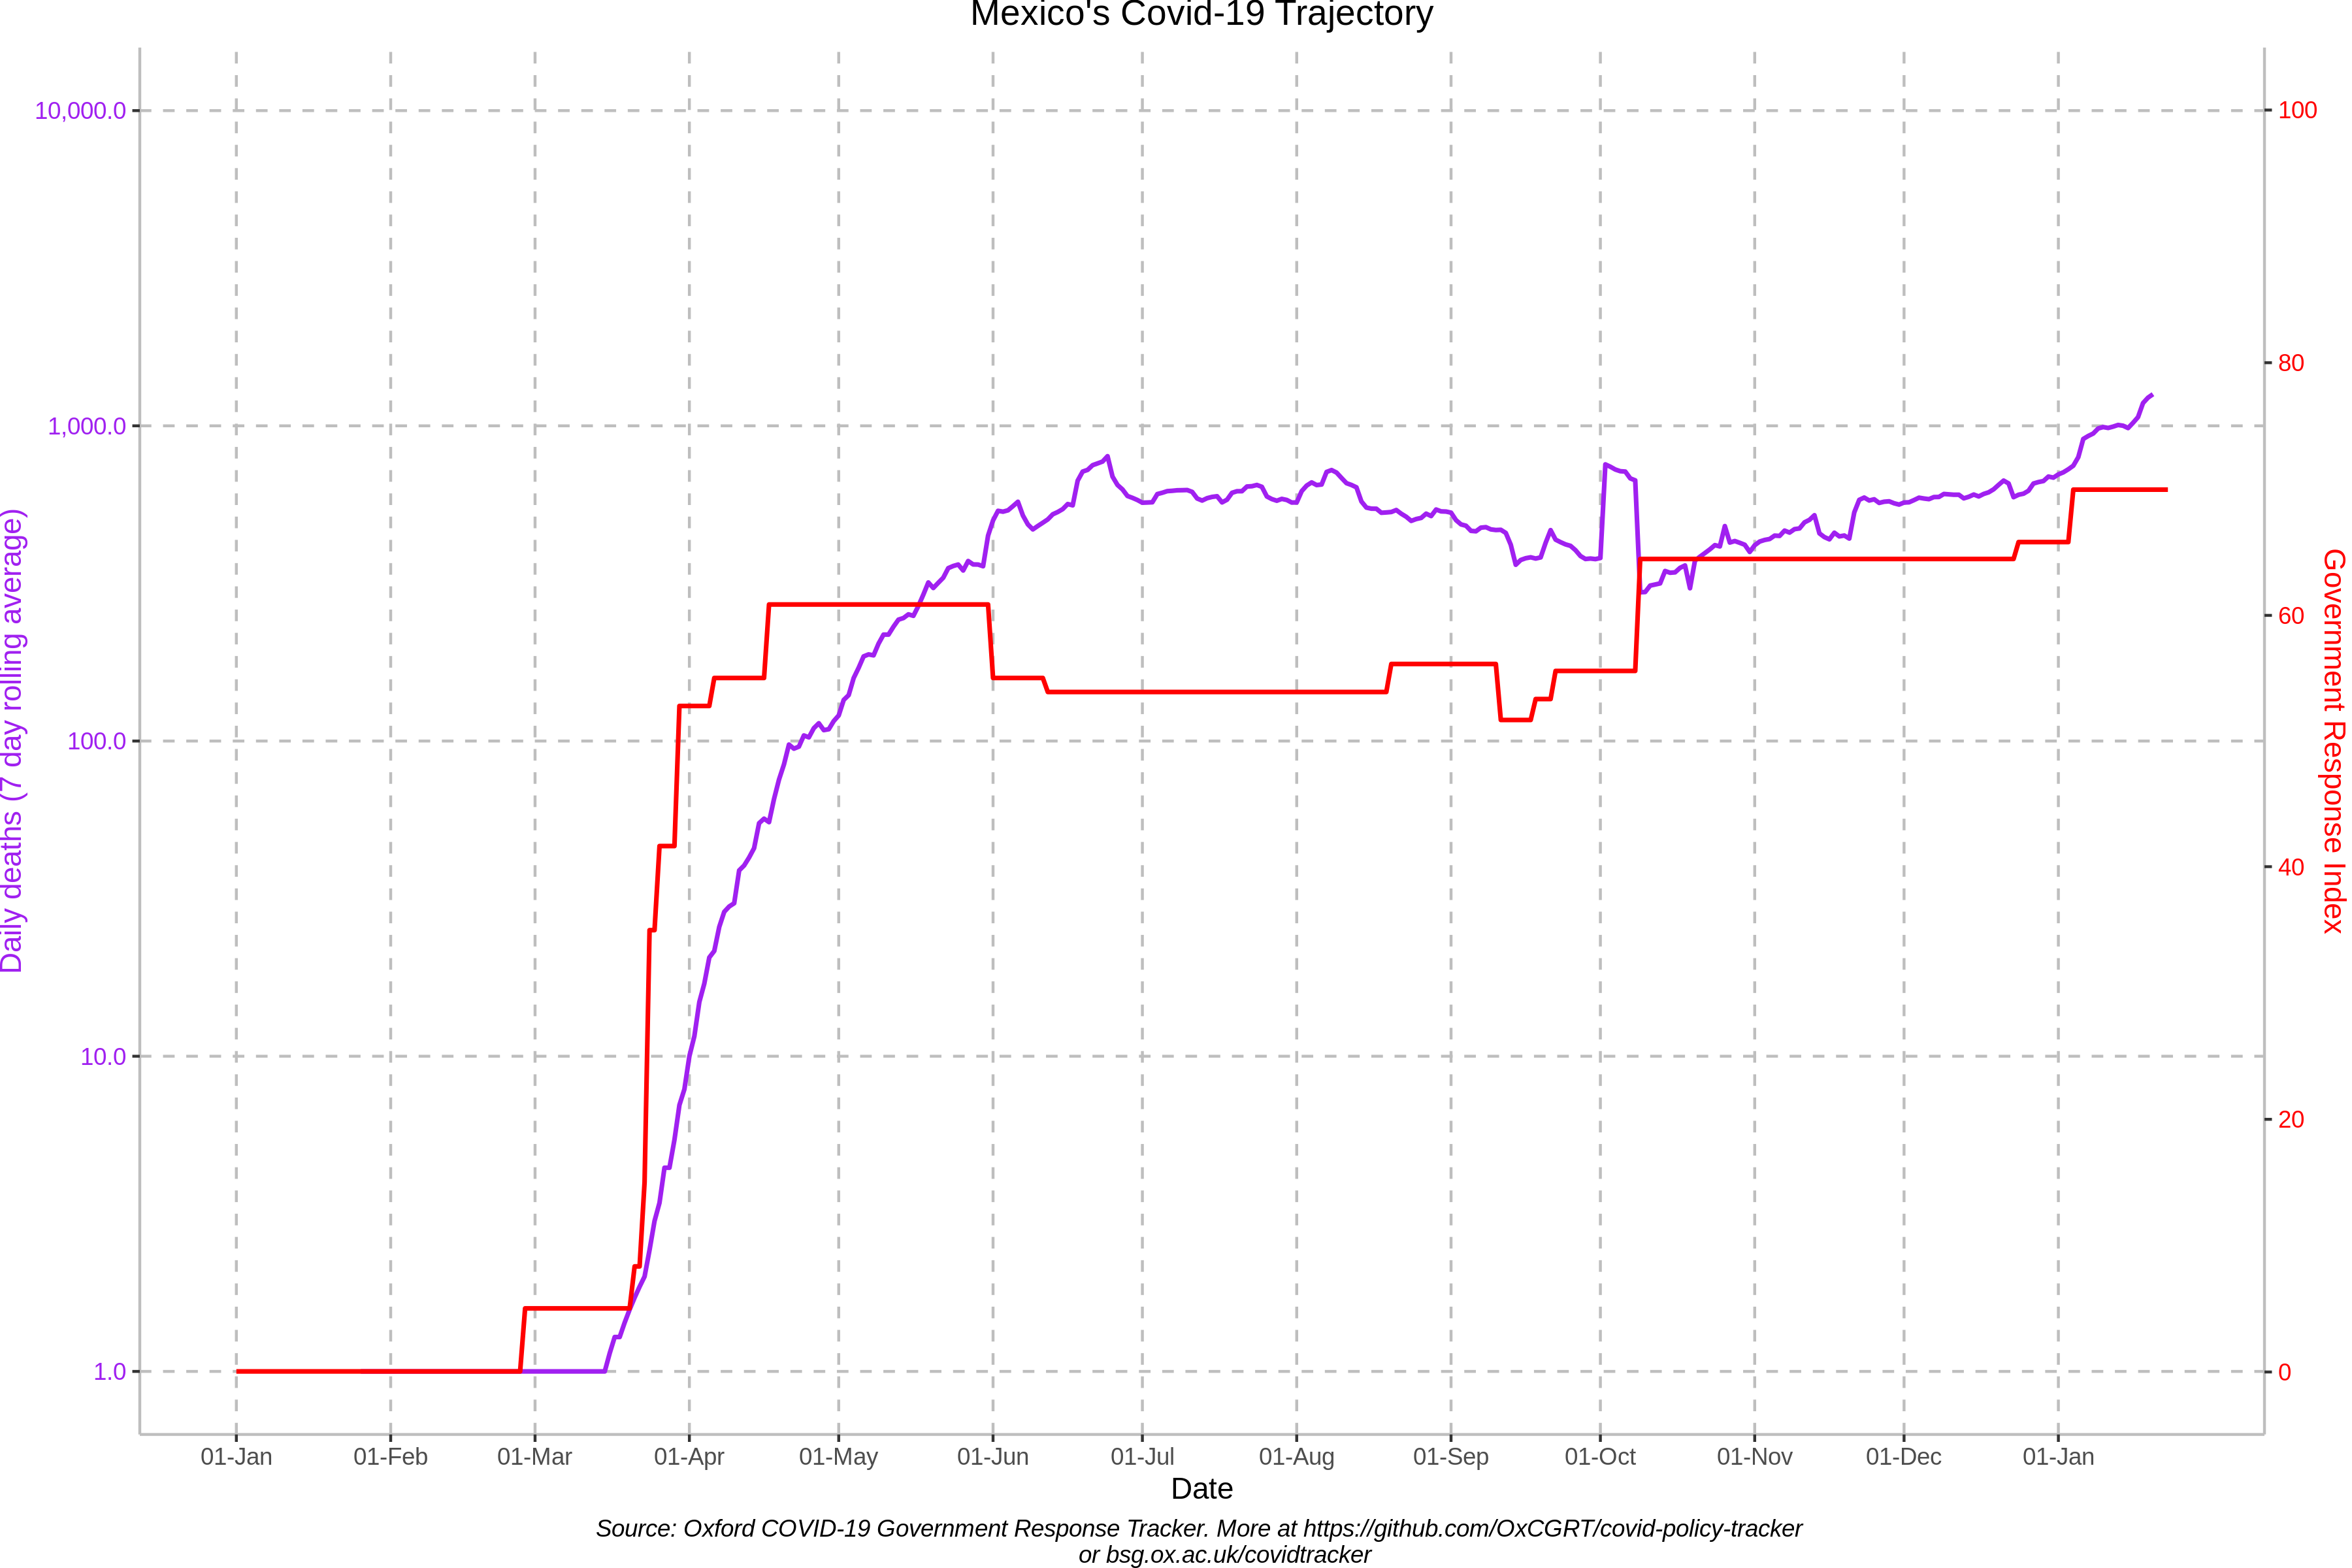 Mexico's Covid-19 Trajectory
10,000.0
1,000.0
100.0
10.0
1.0
Daily deaths (7 day rolling average)
100
80
60
40
20
0
Government Response Index
01-Jan
01-Feb
01-Mar
01-Apr
01-May
01-Jun
01-Jul
01-Aug
01-Sep
01-Oct
01-Nov
01-Dec
01-Jan
Date
Source: Oxford COVID-19 Government Response Tracker. More at https://github.com/OxCGRT/covid-policy-tracker
or bsg.ox.ac.uk/covidtracker